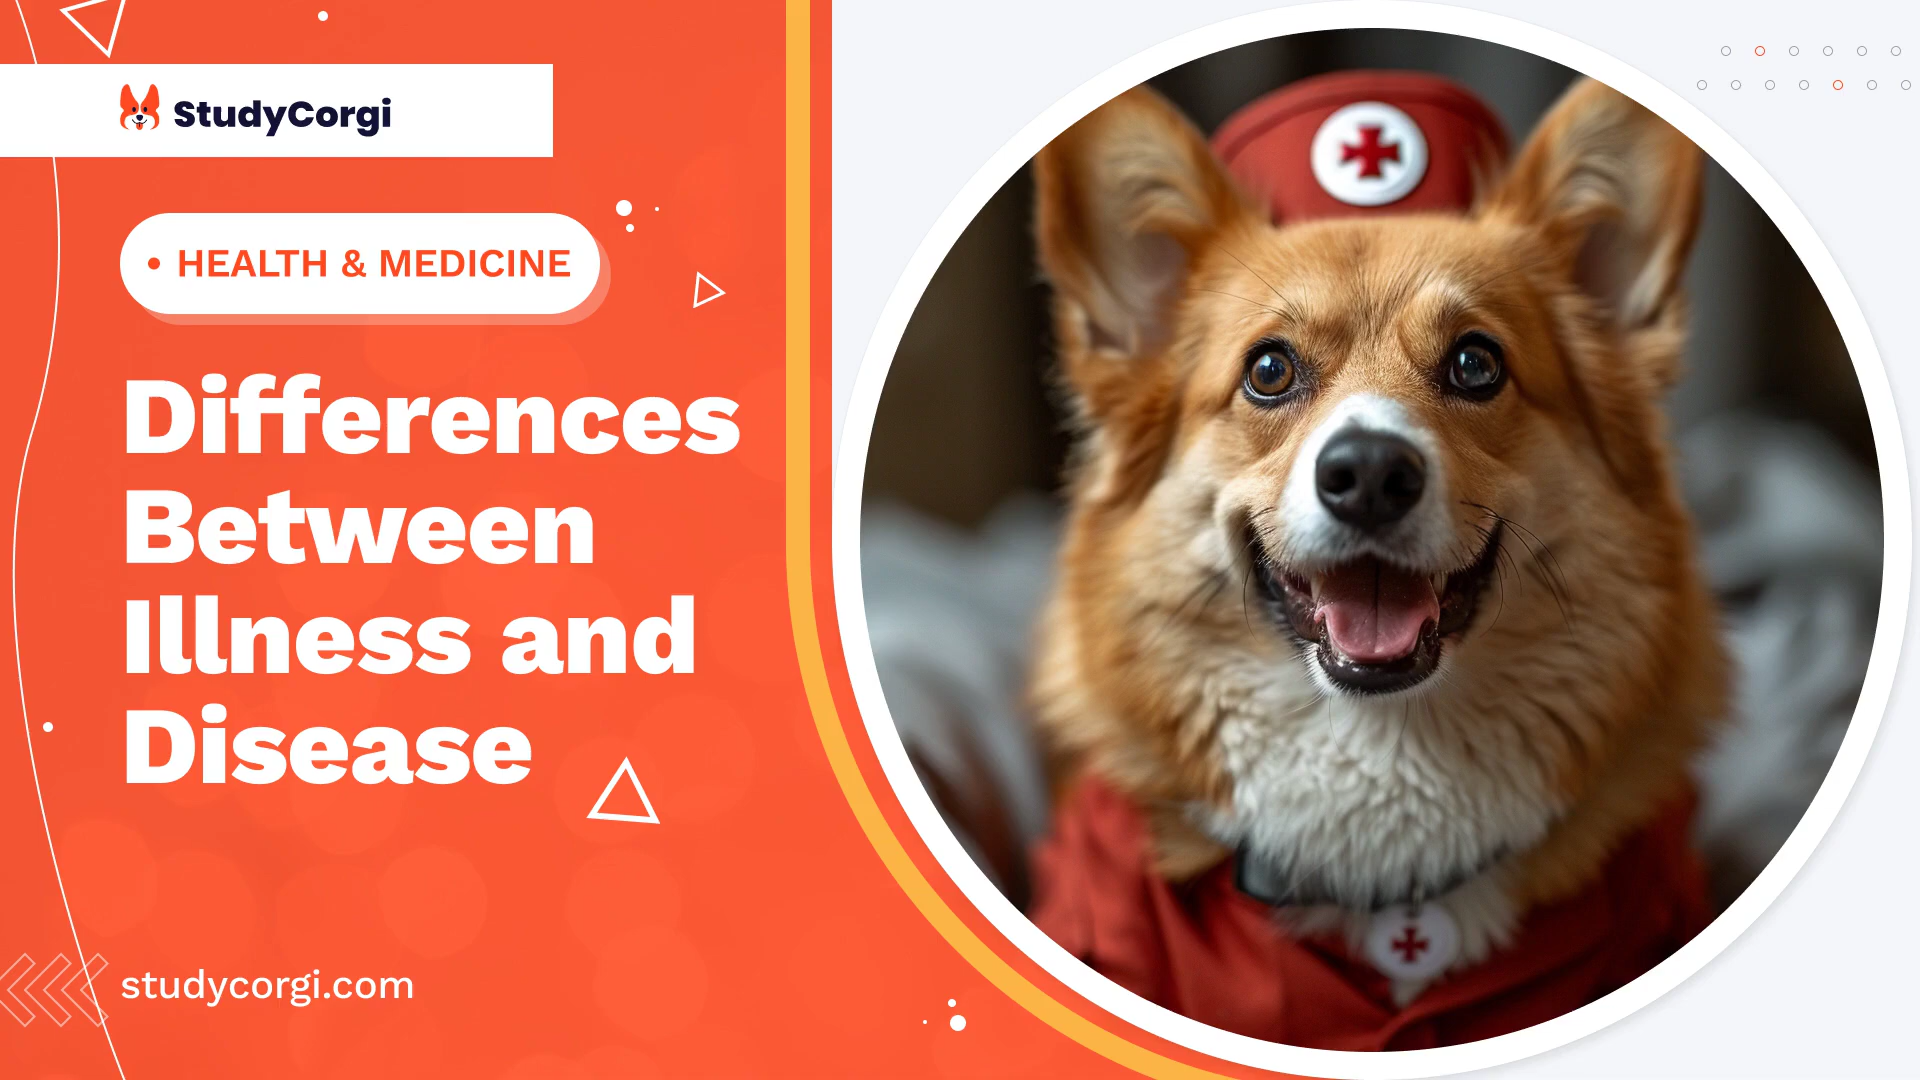 StudyCorgi
• HEALTH & MEDICINE
Differences
Between
Illness and
Disease
studycorgi.com